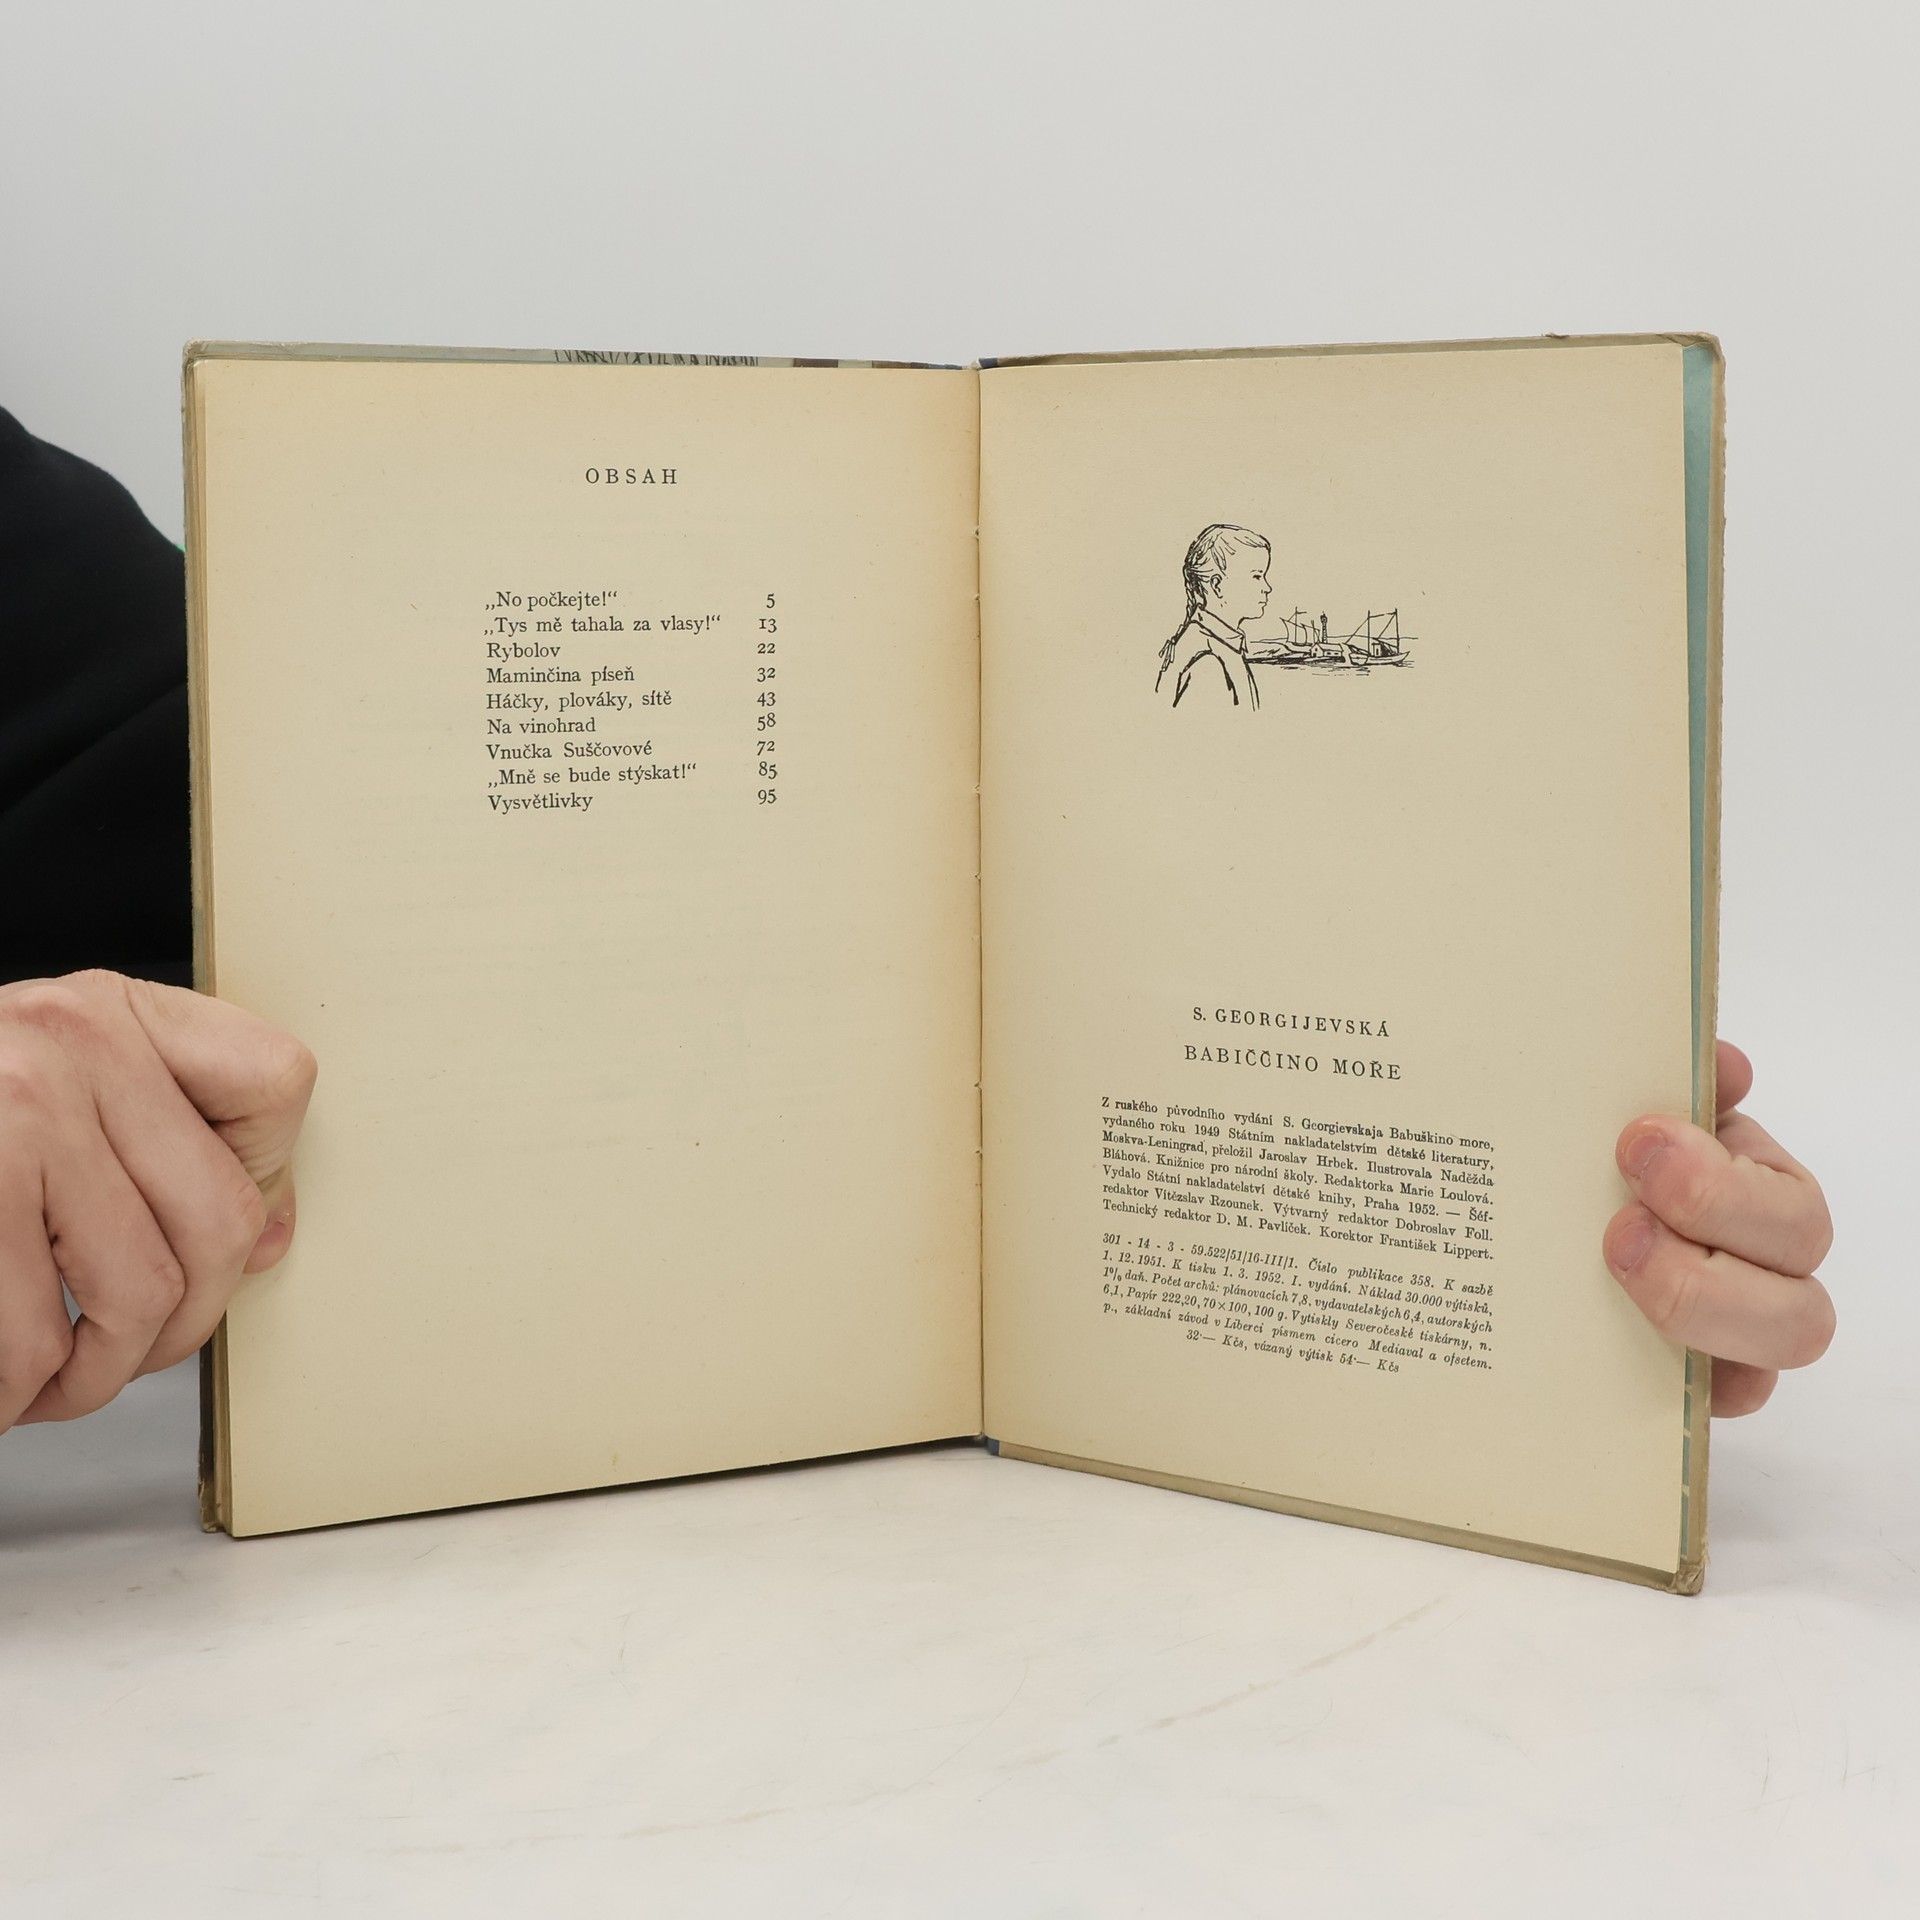 OBSAH
„No počkejte!“ 5
„Tys mě tahala za vlasy!“ 13
Rybolov 22
Maminčina píseň 32
Háčky, plováky, sítě 43
Na vinohrad 58
Vnučka Suščovové 72
„Mně se bude stýskat!“ 85
Vysvětlivky 95
S. GEORGIJEVSKÁ
BABIČČINO MOŘE
Z ruského původního vydání S. Georgievskaja Babuškino more,
vydaného roku 1949 Státním nakladatelstvím dětské literatury,
Moskva-Leningrad, přeložil Jaroslav Hrbek. Ilustrovala Naděžda
Bláhová. Knižnice pro národní školy. Redaktorka Marie Loulová.
Vydalo Státní nakladatelství dětské knihy, Praha 1952. — Šéf-
redaktor Vítězslav Rzounek. Výtvarný redaktor Dobroslav Foll.
Technický redaktor D. M. Pavlíček. Korektor František Lippert.
301 - 14 - 3 - 59.522/51/16-III/1. Číslo publikace 358. K sazbě
1. 12. 1951. K tisku 1. 3. 1952. I. vydání. Náklad 30.000 výtisků,
1% daň. Počet archů: plánovacích 7,8, vydavatelských 6,4, autorských
6,1, Papír 222,20, 70×100, 100 g. Vytiskly Severočeské tiskárny, n.
p., základní závod v Liberci písmem cicero Mediaval a ofsetem.
32·— Kčs, vázaný výtisk 54·— Kčs